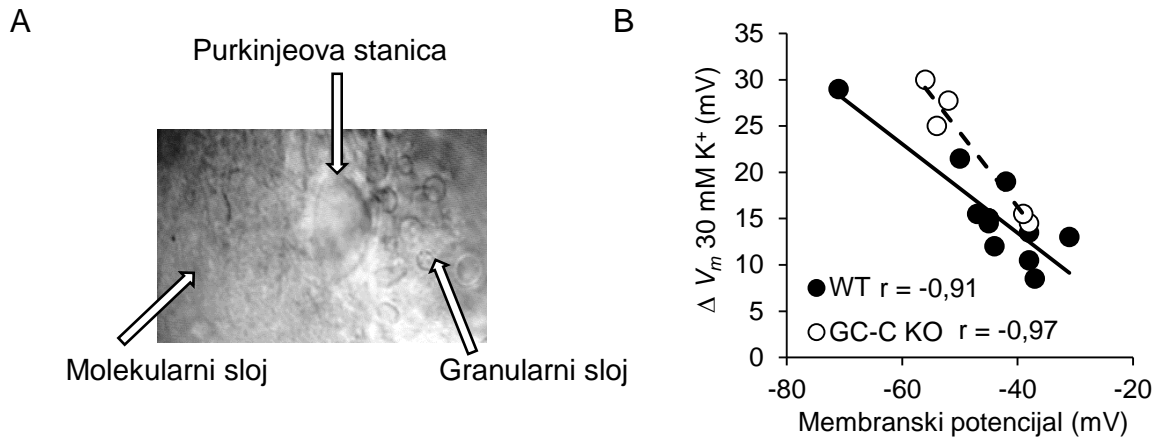 A
Purkinjeova stanica
Molekularni sloj
Granularni sloj
B
Δ Vm 30 mM K⁺ (mV)
35
30
25
20
15
10
5
0
WT r = -0,91
GC-C KO r = -0,97
-80
-60
-40
-20
Membranski potencijal (mV)